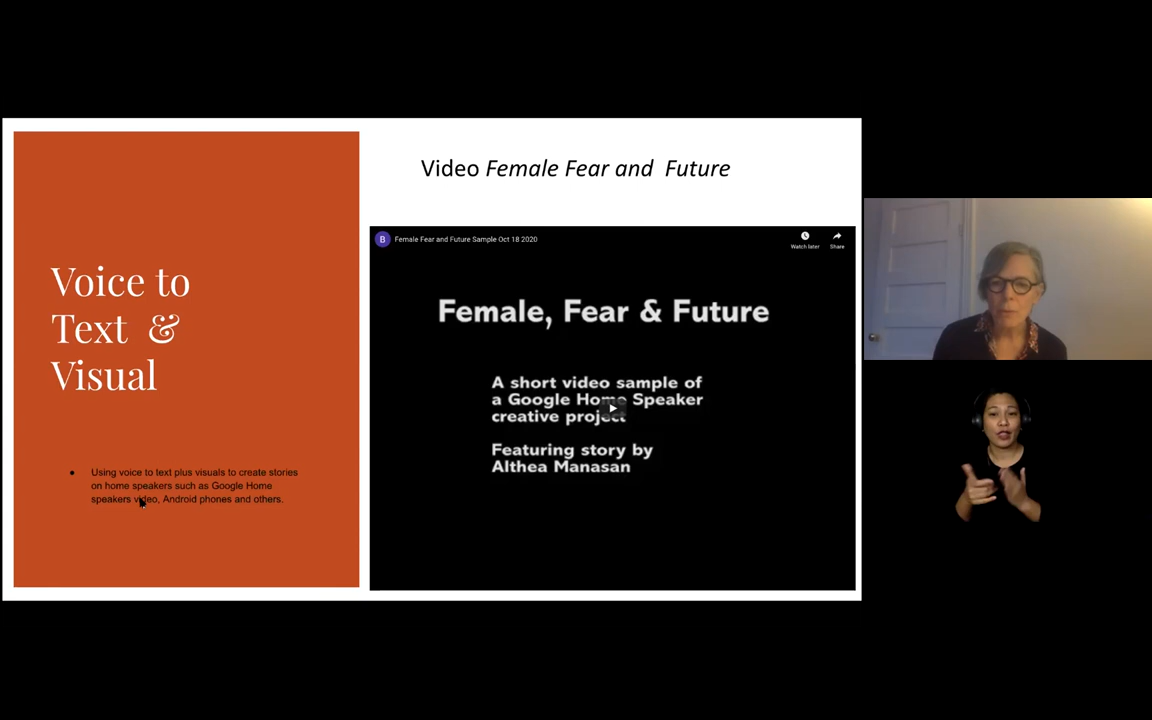 Video Female Fear and Future
Voice to
Text &
Visual
Using voice to text plus visuals to create stories
on home speakers such as Google Home
speakers video, Android phones and others.
B
Female Fear and Future Sample Oct 18 2020
Watch later
Share
Female, Fear & Future
A short video sample of
a Google Home Speaker
creative project
Featuring story by
Althea Manasan